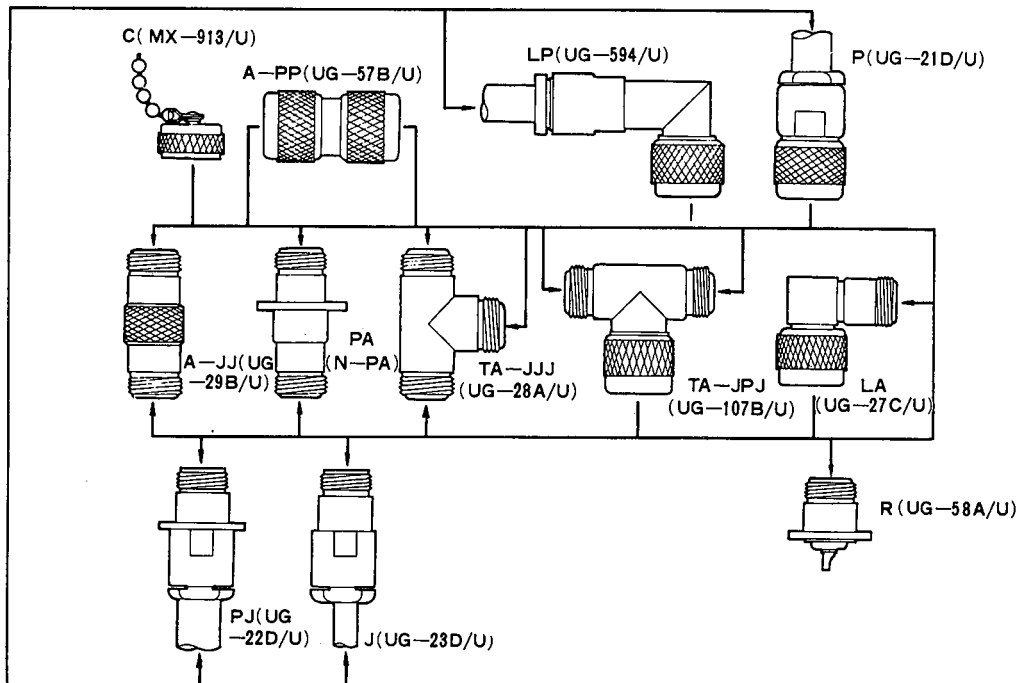 C(MX-913/U)
A-PP(UG-57B/U)
LP(UG-594/U)
P(UG-21D/U)
A-JJ(UG
-29B/U)
PA
(N-PA)
TA-JJJ
(UG-28A/U)
TA-JPJ
(UG-107B/U)
LA
(UG-27C/U)
R(UG-58A/U)
PJ(UG
-22D/U)
J(UG-23D/U)